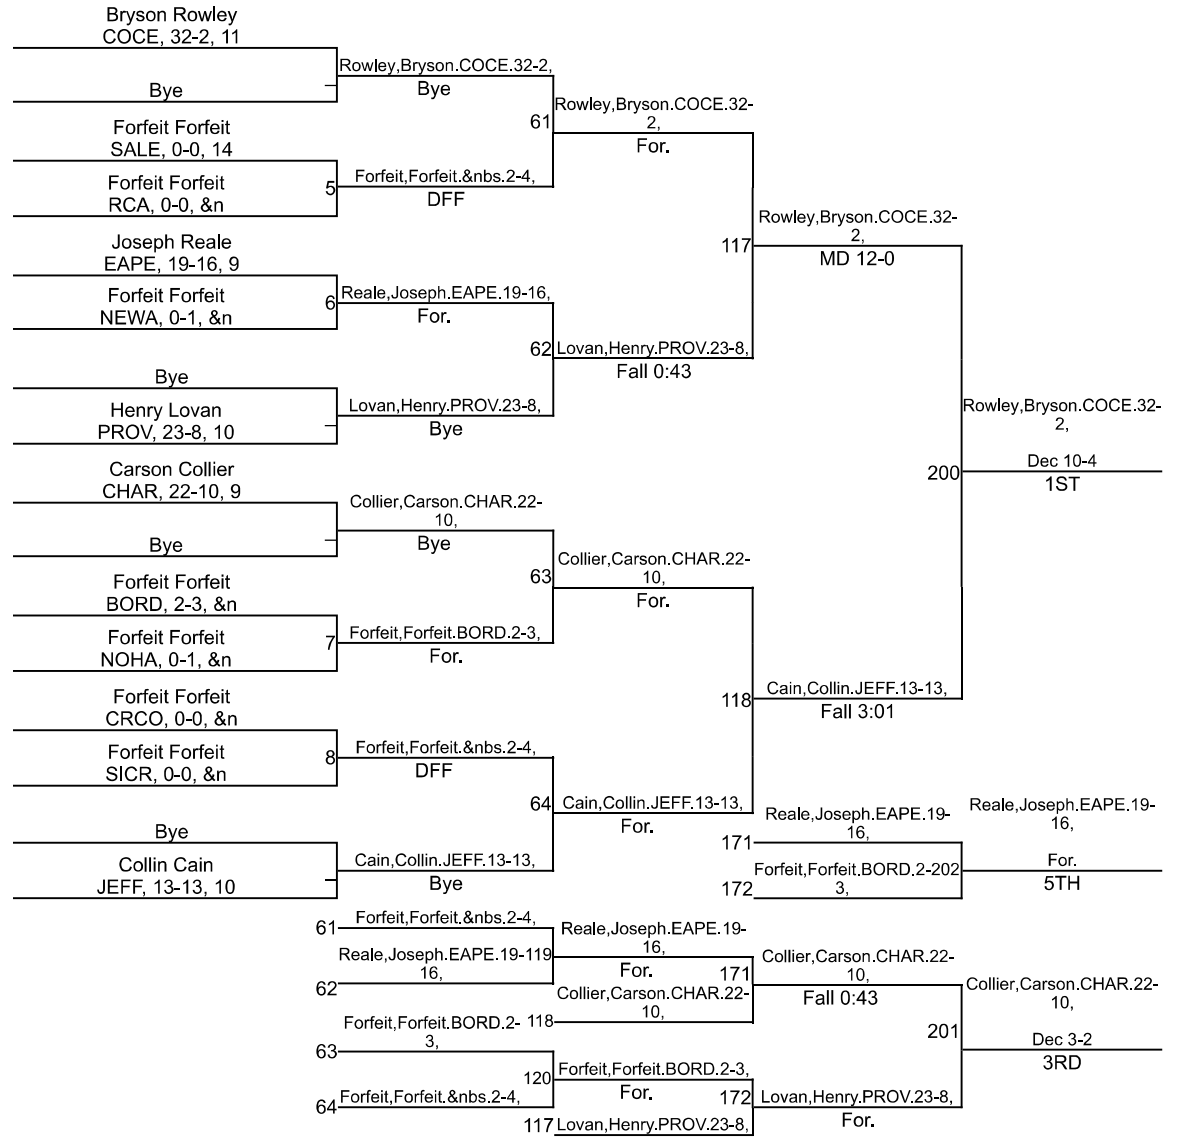 Bryson Rowley
COCE, 32-2, 11
Rowley,Bryson.COCE.32-2,
Bye
Bye
61
Rowley,Bryson.COCE.32-
2,
For.
Forfeit Forfeit
SALE, 0-0, 14
Forfeit Forfeit
RCA, 0-0, &n
5
Forfeit,Forfeit.&nbs.2-4,
DFF
117
Rowley,Bryson.COCE.32-
2,
MD 12-0
Joseph Reale
EAPE, 19-16, 9
Forfeit Forfeit
NEWA, 0-1, &n
6
Reale,Joseph.EAPE.19-16,
For.
62
Lovan,Henry.PROV.23-8,
Fall 0:43
Bye
Henry Lovan
PROV, 23-8, 10
Lovan,Henry.PROV.23-8,
Bye
Rowley,Bryson.COCE.32-
2,
200
Dec 10-4
1ST
Carson Collier
CHAR, 22-10, 9
Collier,Carson.CHAR.22-
10,
Bye
Bye
63
Collier,Carson.CHAR.22-
10,
For.
Forfeit Forfeit
BORD, 2-3, &n
Forfeit Forfeit
NOHA, 0-1, &n
7
Forfeit,Forfeit.BORD.2-3,
For.
118
Cain,Collin.JEFF.13-13,
Fall 3:01
Forfeit Forfeit
CRCO, 0-0, &n
Forfeit Forfeit
SICR, 0-0, &n
8
Forfeit,Forfeit.&nbs.2-4,
DFF
64
Cain,Collin.JEFF.13-13,
For.
Bye
Collin Cain
JEFF, 13-13, 10
Cain,Collin.JEFF.13-13,
Bye
171
Reale,Joseph.EAPE.19-
16,
172
Forfeit,Forfeit.BORD.2-202
3,
Reale,Joseph.EAPE.19-
16,
For.
5TH
61
Forfeit,Forfeit.&nbs.2-4,
62
Reale,Joseph.EAPE.19-119
16,
Reale,Joseph.EAPE.19-
16,
For.
171
118
Collier,Carson.CHAR.22-
10,
Collier,Carson.CHAR.22-
10,
Fall 0:43
63
Forfeit,Forfeit.BORD.2-
3,
64
Forfeit,Forfeit.&nbs.2-4,
120
Forfeit,Forfeit.BORD.2-3,
For.
172
117
Lovan,Henry.PROV.23-8,
Lovan,Henry.PROV.23-8,
For.
201
Collier,Carson.CHAR.22-
10,
Dec 3-2
3RD